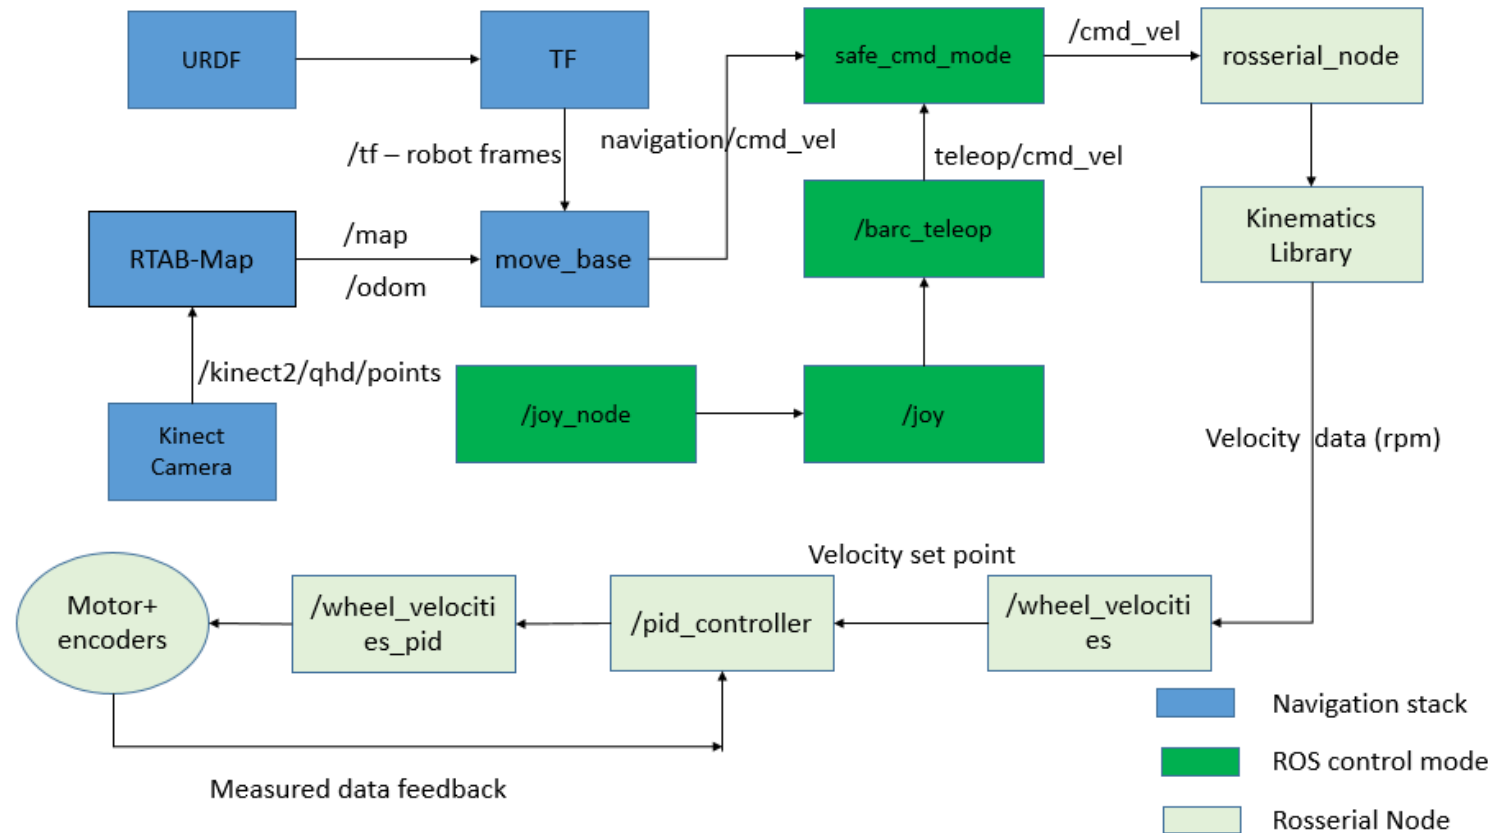 URDF
TF
safe_cmd_mode
/cmd_vel
rosserial_node
/tf – robot frames
navigation/cmd_vel
teleop/cmd_vel
RTAB-Map
/map
/odom
move_base
/barc_teleop
Kinematics
Library
/kinect2/qhd/points
Kinect
Camera
/joy_node
/joy
Velocity data (rpm)
Velocity set point
Motor+
encoders
/wheel_velociti
es_pid
/pid_controller
/wheel_velociti
es
Measured data feedback
Navigation stack
ROS control mode
Rosserial Node